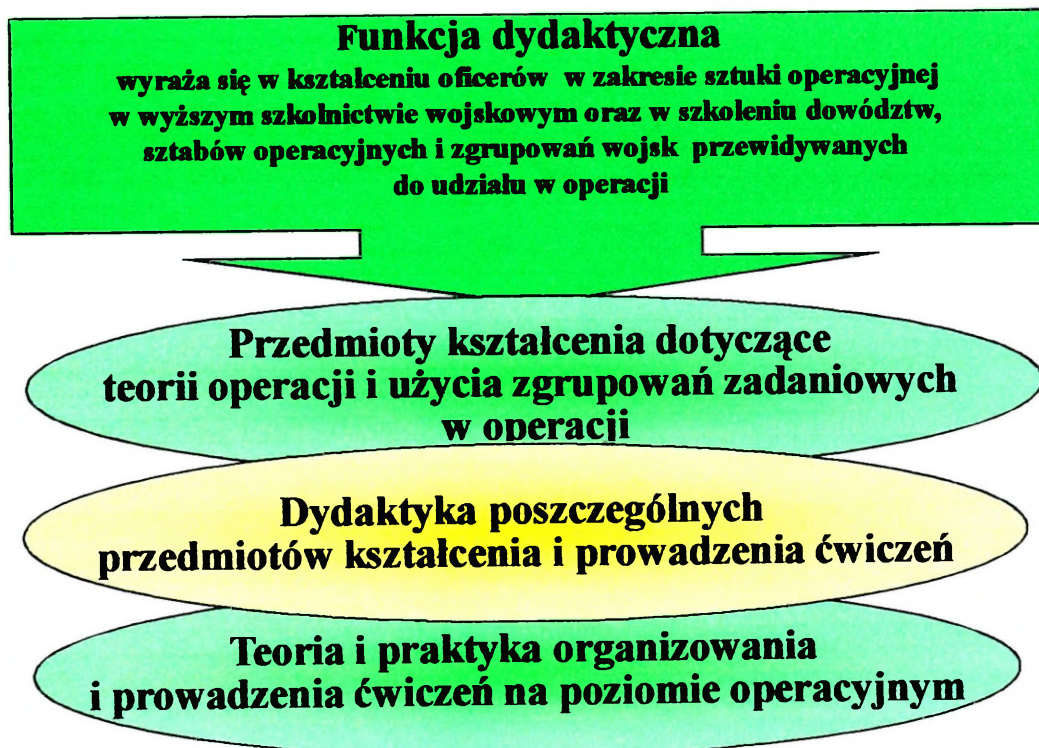 Funkcja dydaktyczna
wyraża się w kształceniu oficerów w zakresie sztuki operacyjnej
w wyższym szkolnictwie wojskowym oraz w szkoleniu dowództw,
sztabów operacyjnych i zgrupowań wojsk przewidywanych
do udziału w operacji
Przedmioty kształcenia dotyczące
teorii operacji i użycia zgrupowań zadaniowych
w operacji
Dydaktyka poszczególnych
przedmiotów kształcenia i prowadzenia ćwiczeń
Teoria i praktyka organizowania
i prowadzenia ćwiczeń na poziomie operacyjnym